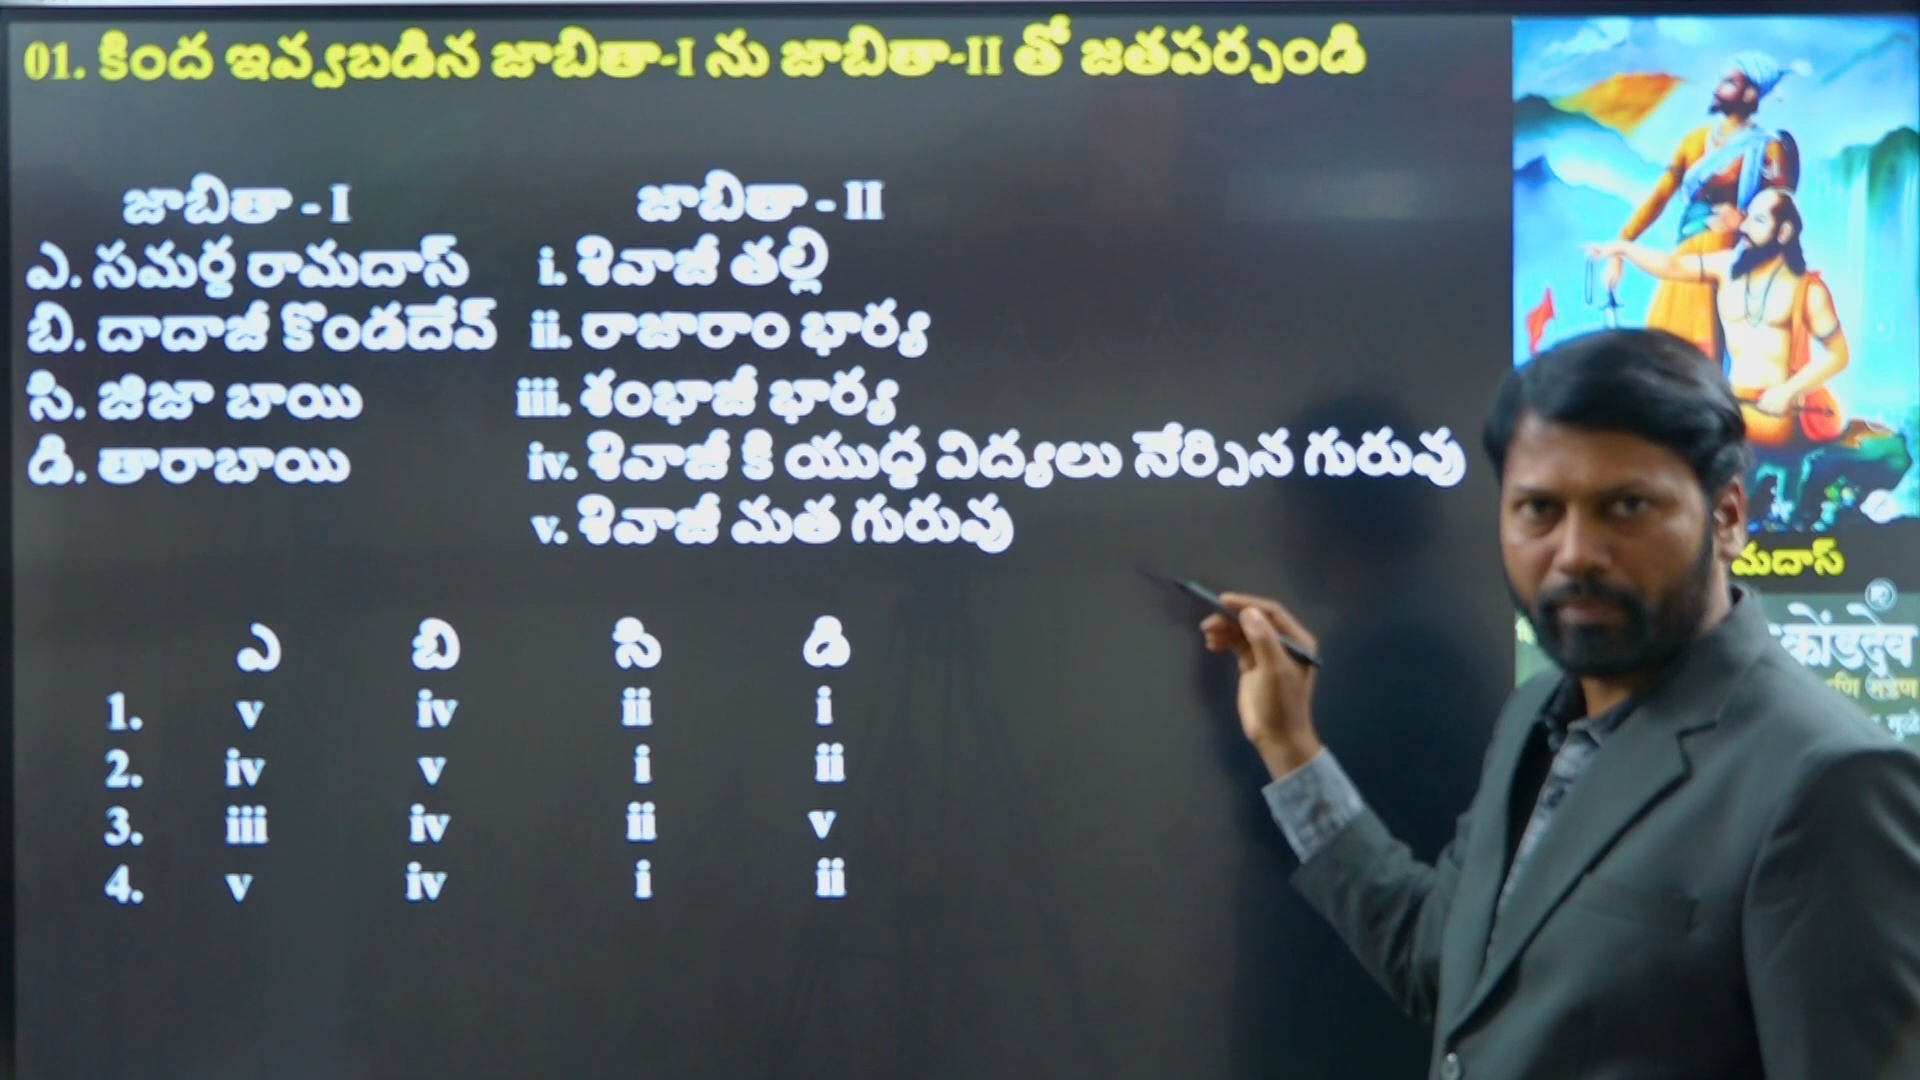 01. కింద ఇవ్వబడిన జాబితా-I ను జాబితా-II తో జతపర్చండి
జాబితా - I జాబితా - II
ఎ. సమర్థ రామదాస్ i. శివాజీ తల్లి
బి. దాదాజీ కొండదేవ్ ii. రాజారాం భార్య
సి. జిజా బాయి iii. శంభాజీ భార్య
డి. తారాబాయి iv. శివాజీ కి యుద్ధ విద్యలు నేర్పిన గురువు
v. శివాజీ మత గురువు
ఎ బి సి డి
1. v iv ii i
2. iv v i ii
3. iii iv ii v
4. v iv i ii
మదాస్
कोंडदेव